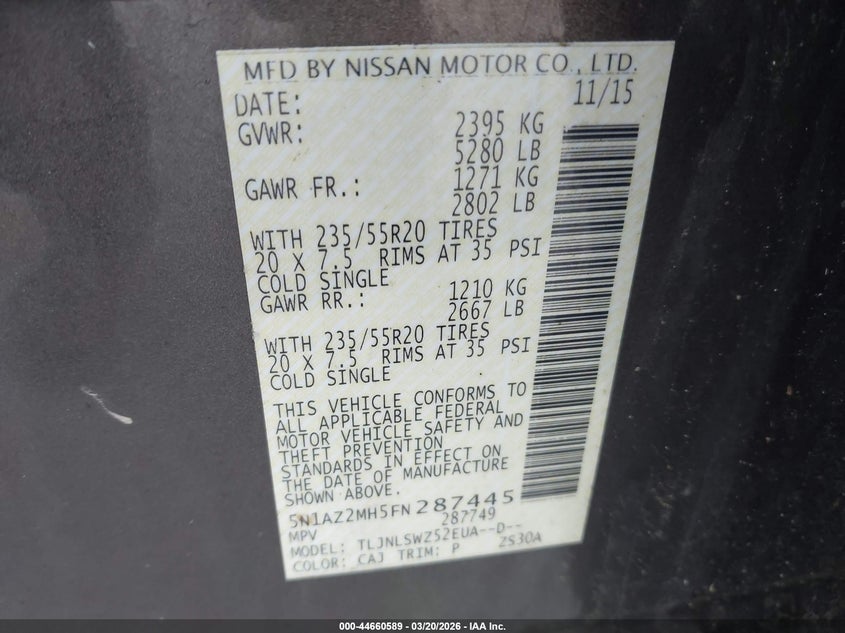 MFD BY NISSAN MOTOR CO., LTD.
DATE: 11/15
GVWR: 2395 KG
5280 LB
GAWR FR.: 1271 KG
2802 LB
WITH 235/55R20 TIRES
20 X 7.5 RIMS AT 35 PSI
COLD SINGLE
GAWR RR.: 1210 KG
2667 LB
WITH 235/55R20 TIRES
20 X 7.5 RIMS AT 35 PSI
COLD SINGLE
THIS VEHICLE CONFORMS TO
ALL APPLICABLE FEDERAL
MOTOR VEHICLE SAFETY AND
THEFT PREVENTION
STANDARDS IN EFFECT ON
THE DATE OF MANUFACTURE
SHOWN ABOVE.
5N1AZ2MH5FN287445
MPV 287749
MODEL: TLJNLSWZ52EUA--D--
COLOR: CAJ TRIM: P ZS30A
000-44660589 - 03/20/2026 - IAA Inc.